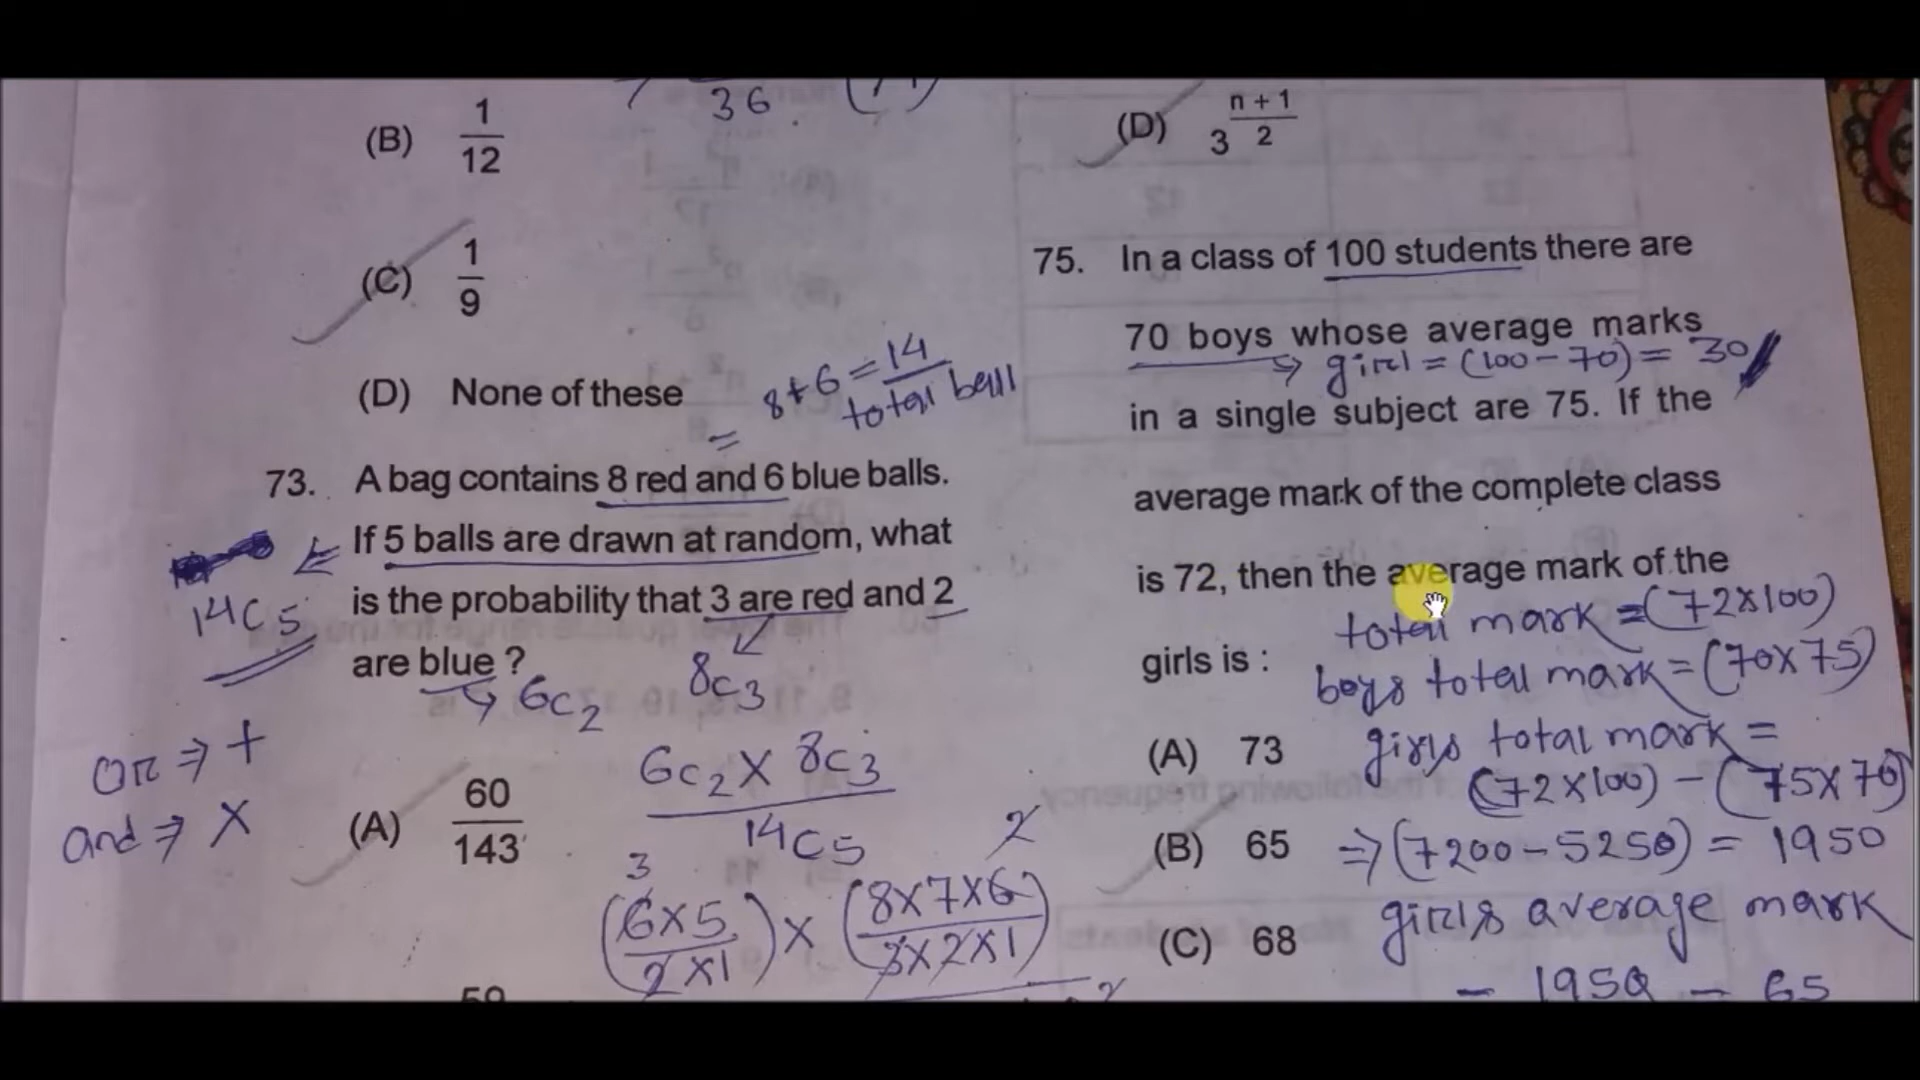 36
(B) 1/12
(C) 1/9
(D) None of these
8+6=14
total ball
=
73. A bag contains 8 red and 6 blue balls.
If 5 balls are drawn at random, what
is the probability that 3 are red and 2
are blue ?
14C5
6C2
8C3
OR ⇒ +
and ⇒ ×
(A) 60/143
6C2 × 8C3
14C5
3
2
(6×5/2×1) × (8×7×6/3×2×1)
59
2
(D) 3^((n+1)/2)
75. In a class of 100 students there are
70 boys whose average marks
girl = (100-70) = 30
in a single subject are 75. If the
average mark of the complete class
is 72, then the average mark of the
total mark = (72×100)
girls is :
boys total mark = (70×75)
(A) 73
girls total mark =
(72×100) - (75×70)
(B) 65
⇒ (7200-5250) = 1950
girls average mark
(C) 68
1950 65